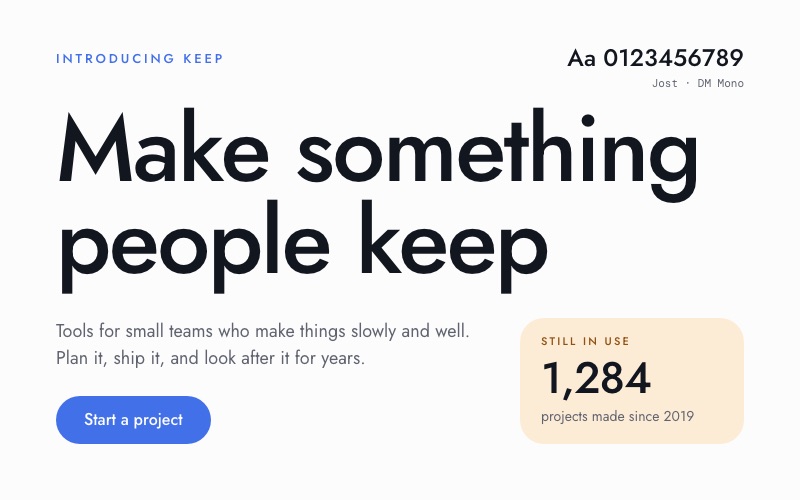 INTRODUCING KEEP
Aa 0123456789
Jost · DM Mono
Make something
people keep
Tools for small teams who make things slowly and well.
Plan it, ship it, and look after it for years.
Start a project
STILL IN USE
1,284
projects made since 2019